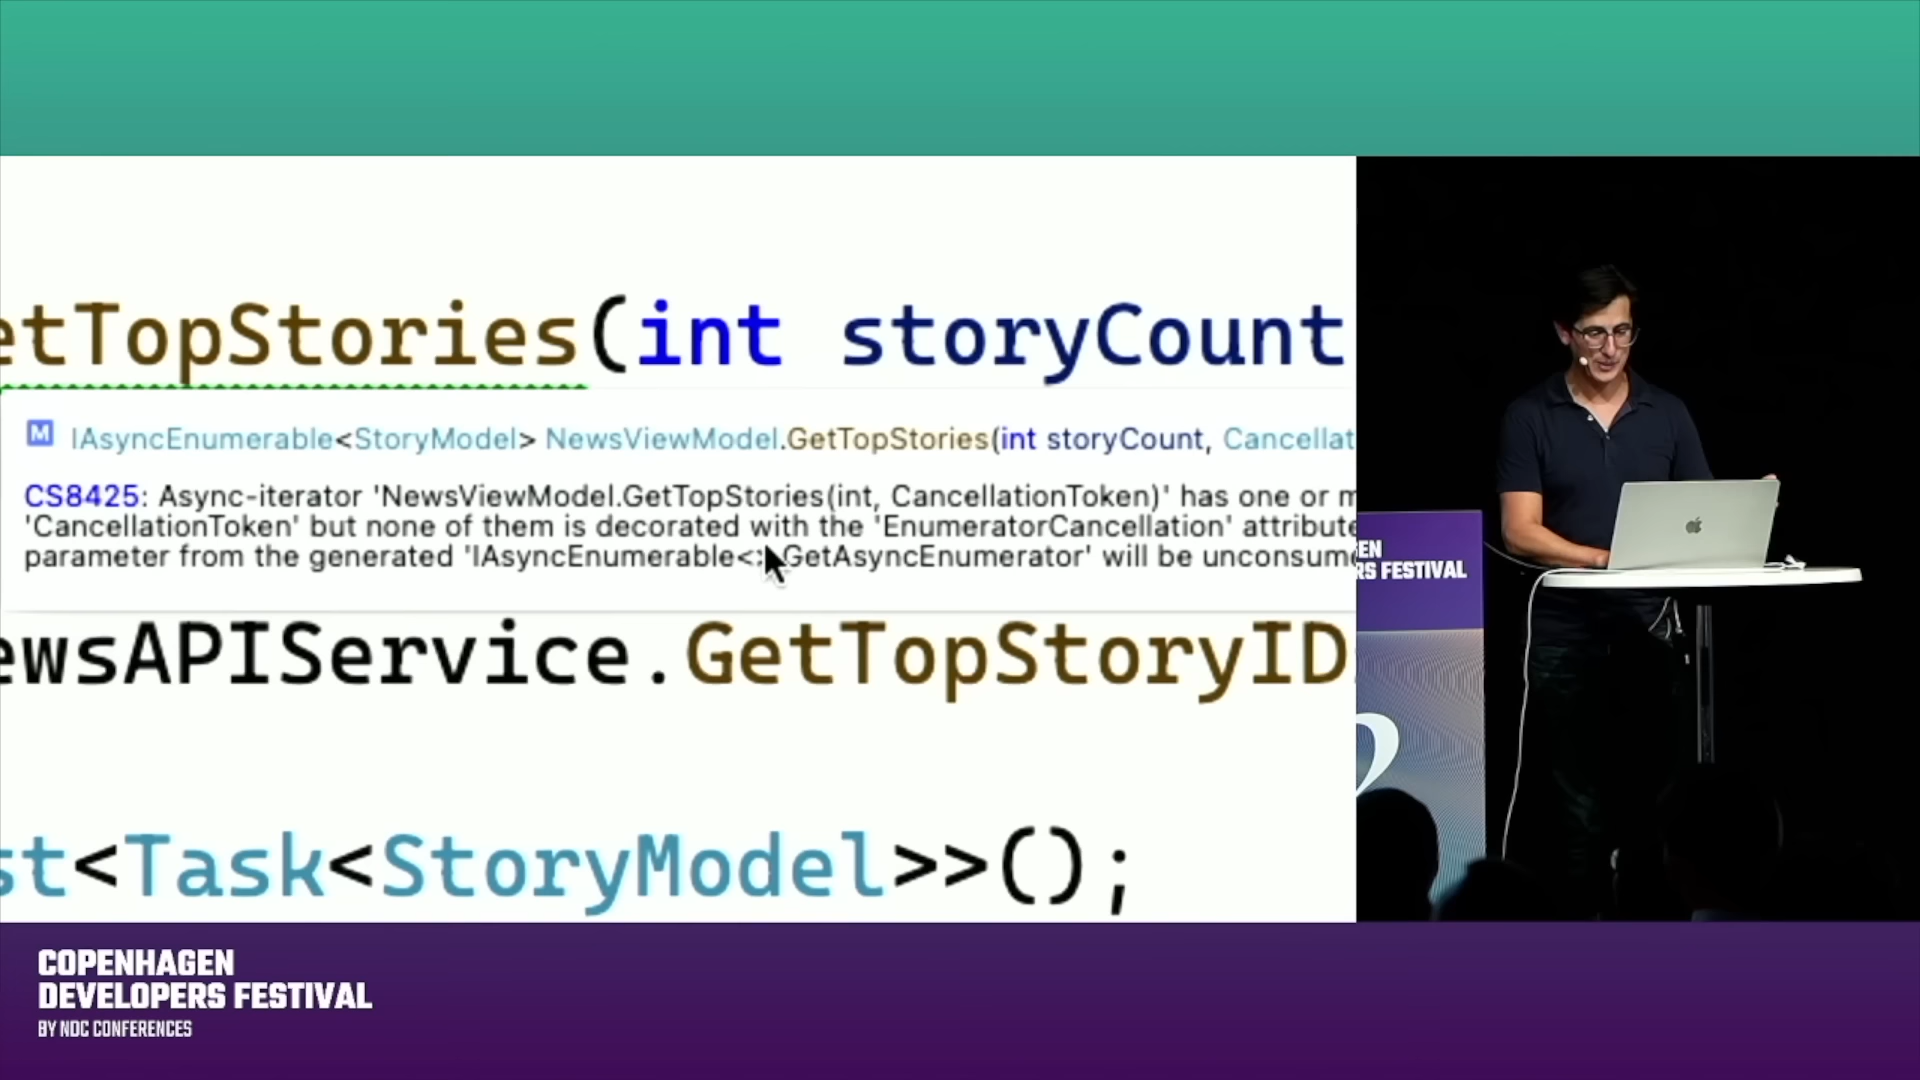 etTopStories(int storyCount
M IAsyncEnumerable<StoryModel> NewsViewModel.GetTopStories(int storyCount, Cancellat
CS8425: Async-iterator 'NewsViewModel.GetTopStories(int, CancellationToken)' has one or m
'CancellationToken' but none of them is decorated with the 'EnumeratorCancellation' attribute
parameter from the generated 'IAsyncEnumerable<>.GetAsyncEnumerator' will be unconsume
ewsAPIService.GetTopStoryID
st<Task<StoryModel>>();
EN
RS FESTIVAL
COPENHAGEN
DEVELOPERS FESTIVAL
BY NDC CONFERENCES